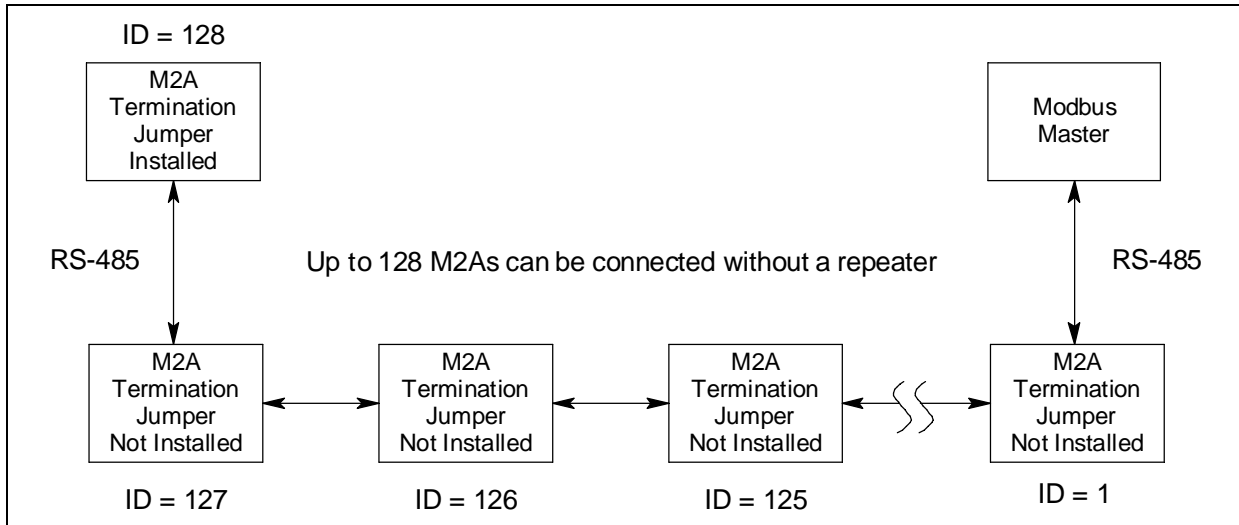 ID = 128
M2A
Termination
Jumper
Installed
Modbus
Master
RS-485
Up to 128 M2As can be connected without a repeater
RS-485
M2A
Termination
Jumper
Not Installed
M2A
Termination
Jumper
Not Installed
M2A
Termination
Jumper
Not Installed
M2A
Termination
Jumper
Not Installed
ID = 127
ID = 126
ID = 125
ID = 1